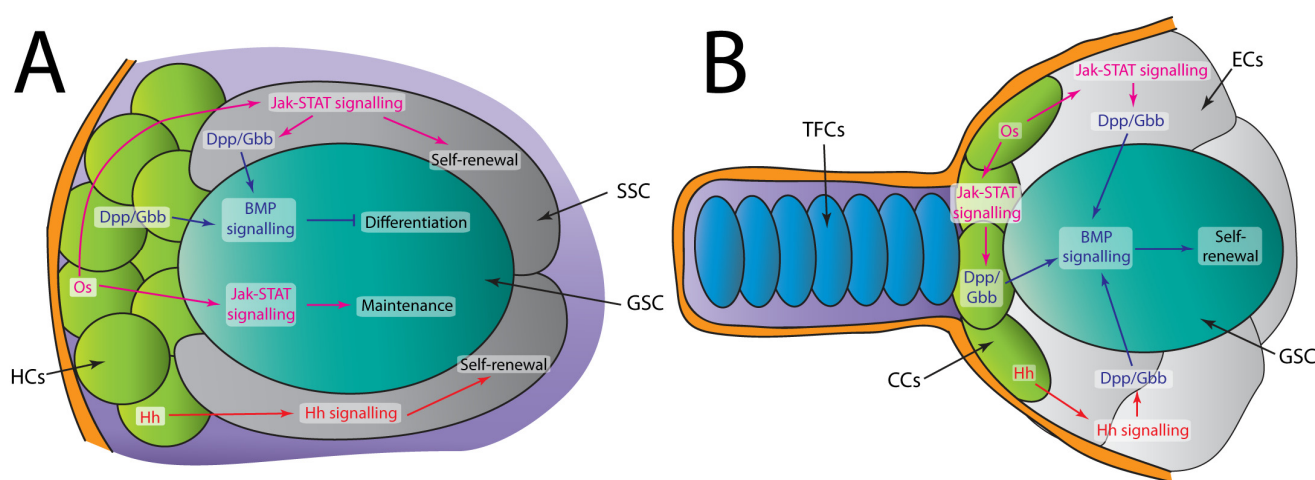 A
Jak-STAT signalling
Dpp/Gbb
Self-renewal
SSC
Dpp/Gbb
BMP
signalling
Differentiation
Os
Jak-STAT
signalling
Maintenance
GSC
HCs
Self-renewal
Hh
Hh signalling
B
Jak-STAT signalling
ECs
TFCs
Os
Dpp/Gbb
Jak-STAT
signalling
BMP
signalling
Self-
renewal
Dpp/
Gbb
GSC
CCs
Hh
Dpp/Gbb
Hh signalling